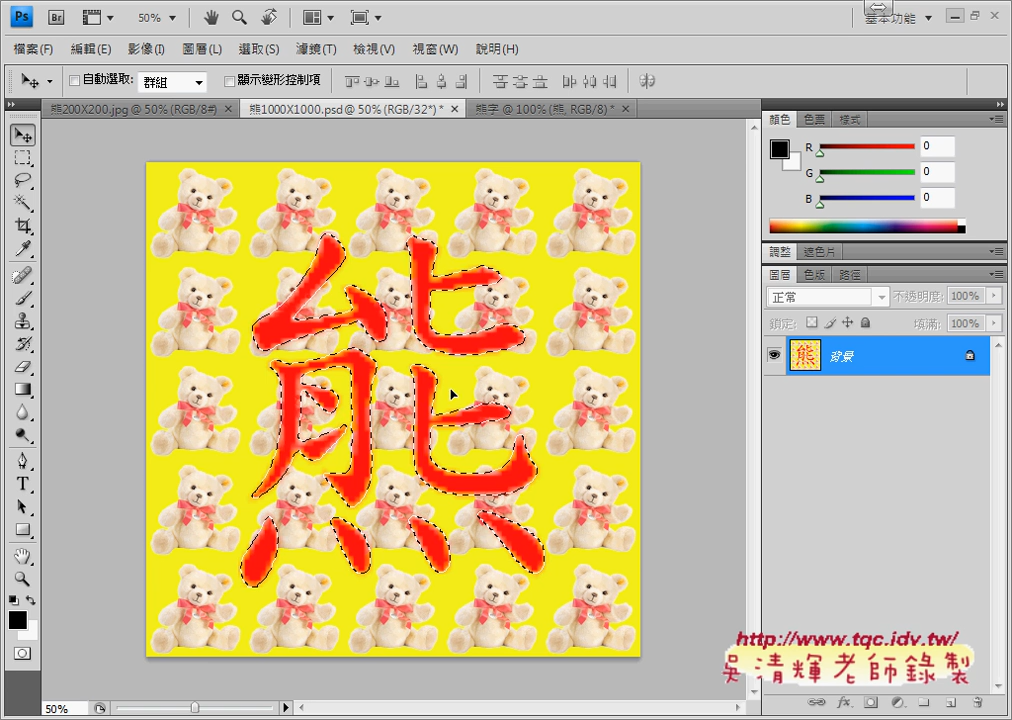 Ps Br 50% 基本功能
檔案(F) 編輯(E) 影像(I) 圖層(L) 選取(S) 濾鏡(T) 檢視(V) 視窗(W) 說明(H)
自動選取: 群組 顯示變形控制項
熊200X200.jpg @ 50% (RGB/8#) 熊1000X1000.psd @ 50% (RGB/32*) * 熊字 @ 100% (熊, RGB/8) *
顏色 色票 樣式
R 0
G 0
B 0
調整 遮色片
圖層 色版 路徑
正常 不透明度: 100%
鎖定: 填滿: 100%
熊 背景
熊
T
http://www.tqc.idv.tw/
吳清輝老師錄製
50%
fx